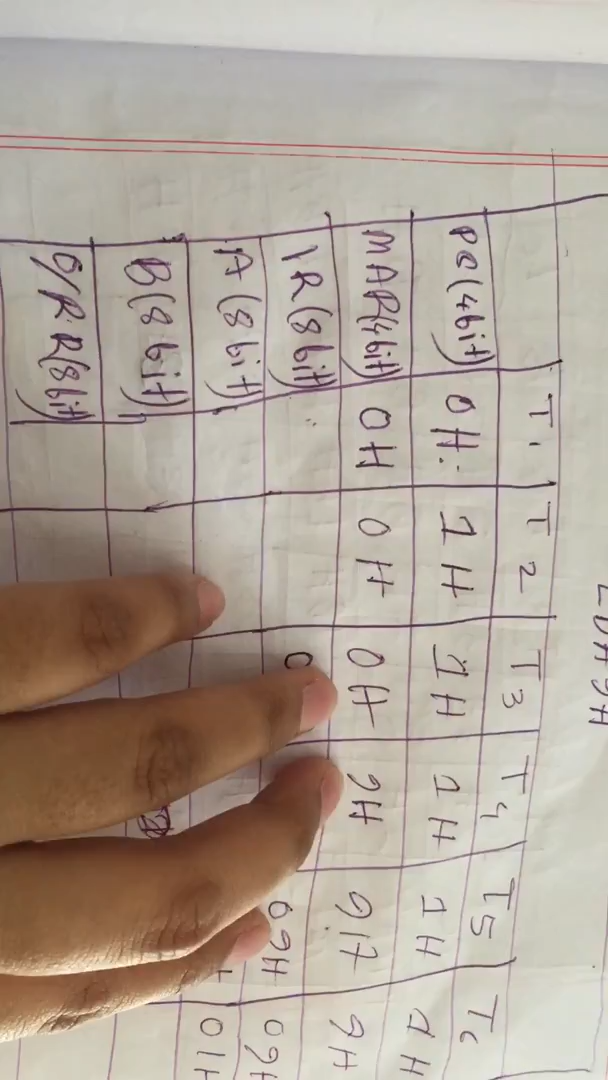 LDA 9H
T1 T2 T3 T4 T5 T6
PC(4bit) 0H: 1H 1H 1H 1H 1H
MAR(4bit) 0H 0H 0H 9H 9H 9H
IR(8bit) 09H 09H
A(8bit) 01H
B(8bit)
O/P.R(8bit)